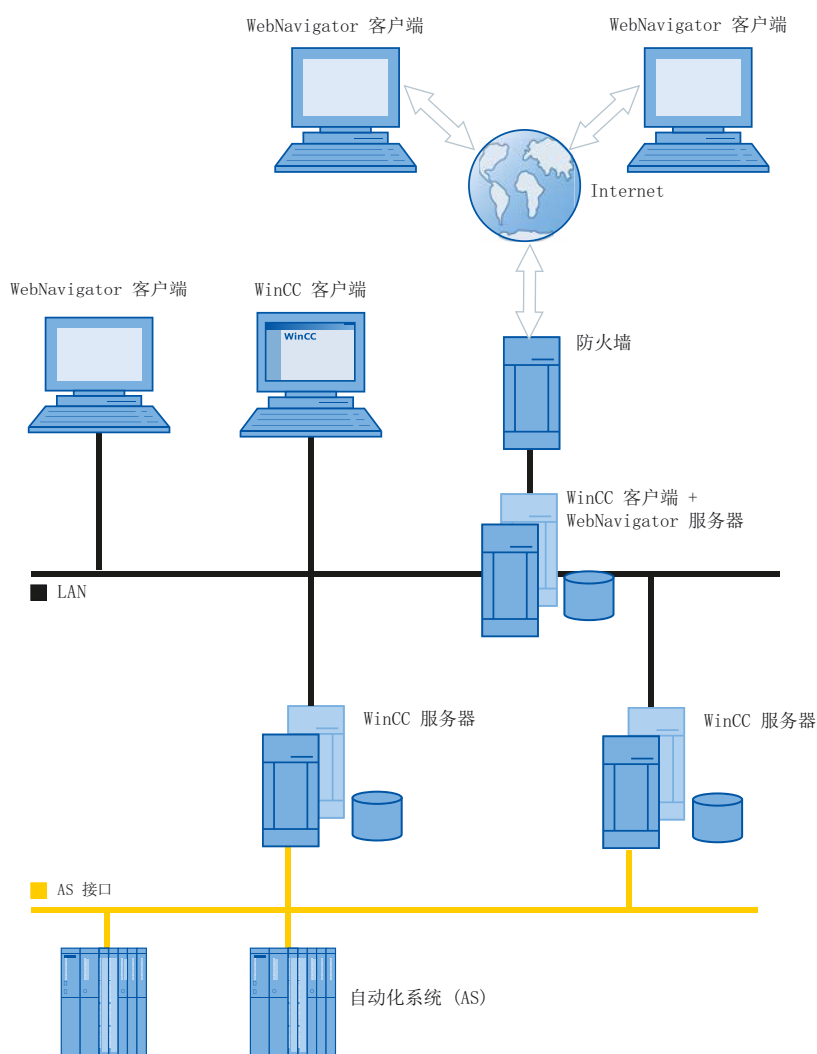 WebNavigator 客户端
WebNavigator 客户端
Internet
WebNavigator 客户端
WinCC 客户端
WinCC
防火墙
WinCC 客户端 +
WebNavigator 服务器
LAN
WinCC 服务器
WinCC 服务器
AS 接口
自动化系统 (AS)